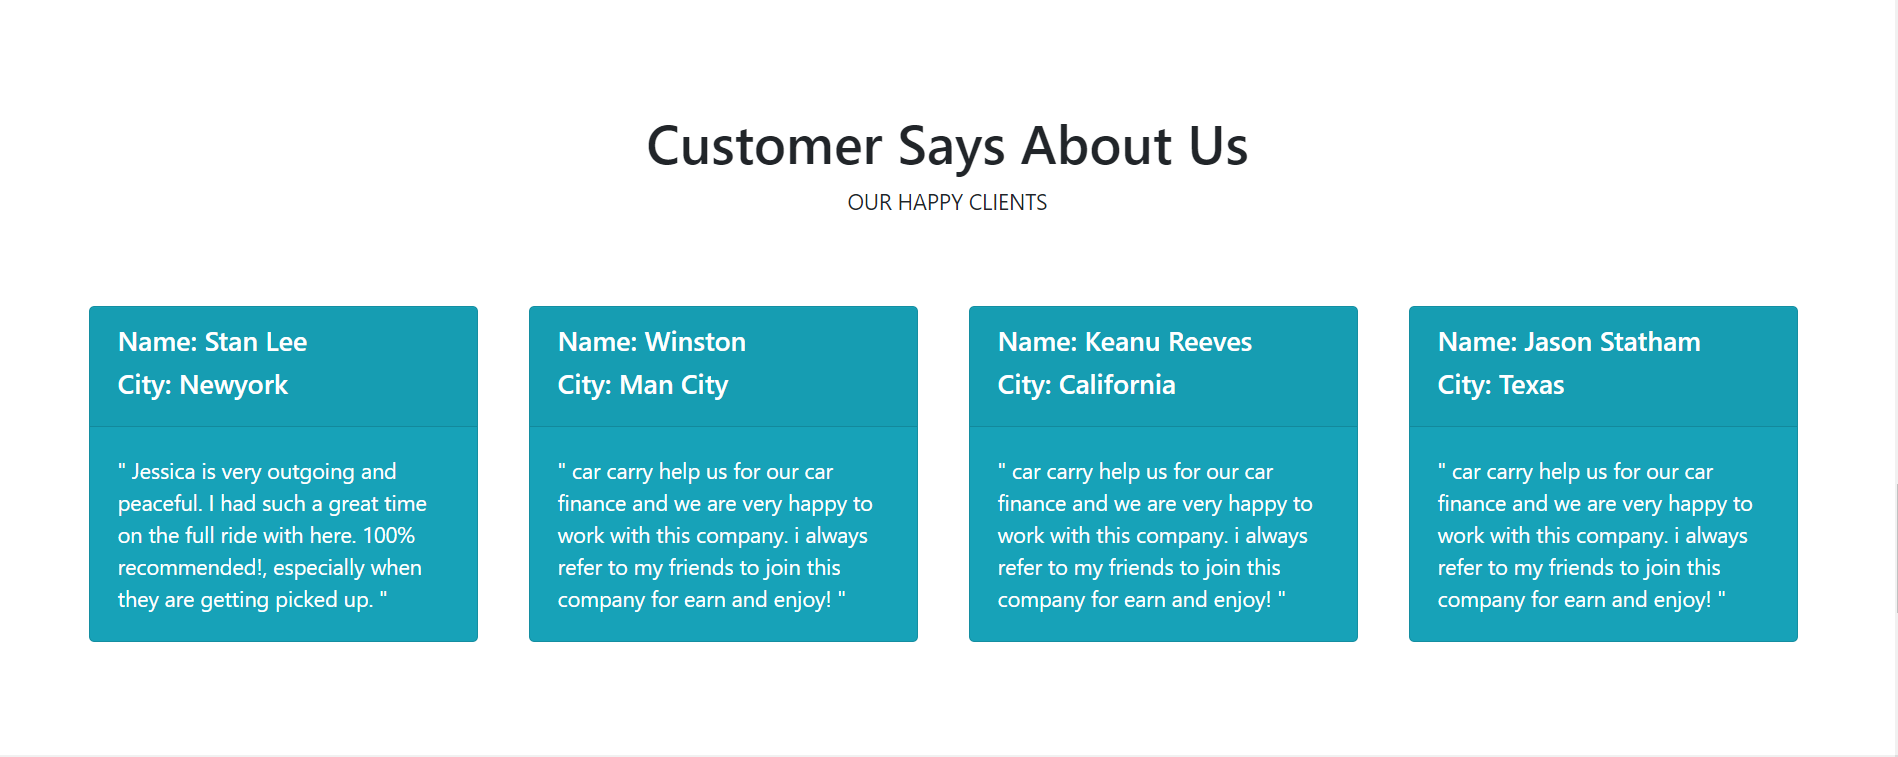 Customer Says About Us
OUR HAPPY CLIENTS
Name: Stan Lee
City: Newyork
" Jessica is very outgoing and
peaceful. I had such a great time
on the full ride with here. 100%
recommended!, especially when
they are getting picked up. "
Name: Winston
City: Man City
" car carry help us for our car
finance and we are very happy to
work with this company. i always
refer to my friends to join this
company for earn and enjoy! "
Name: Keanu Reeves
City: California
" car carry help us for our car
finance and we are very happy to
work with this company. i always
refer to my friends to join this
company for earn and enjoy! "
Name: Jason Statham
City: Texas
" car carry help us for our car
finance and we are very happy to
work with this company. i always
refer to my friends to join this
company for earn and enjoy! "